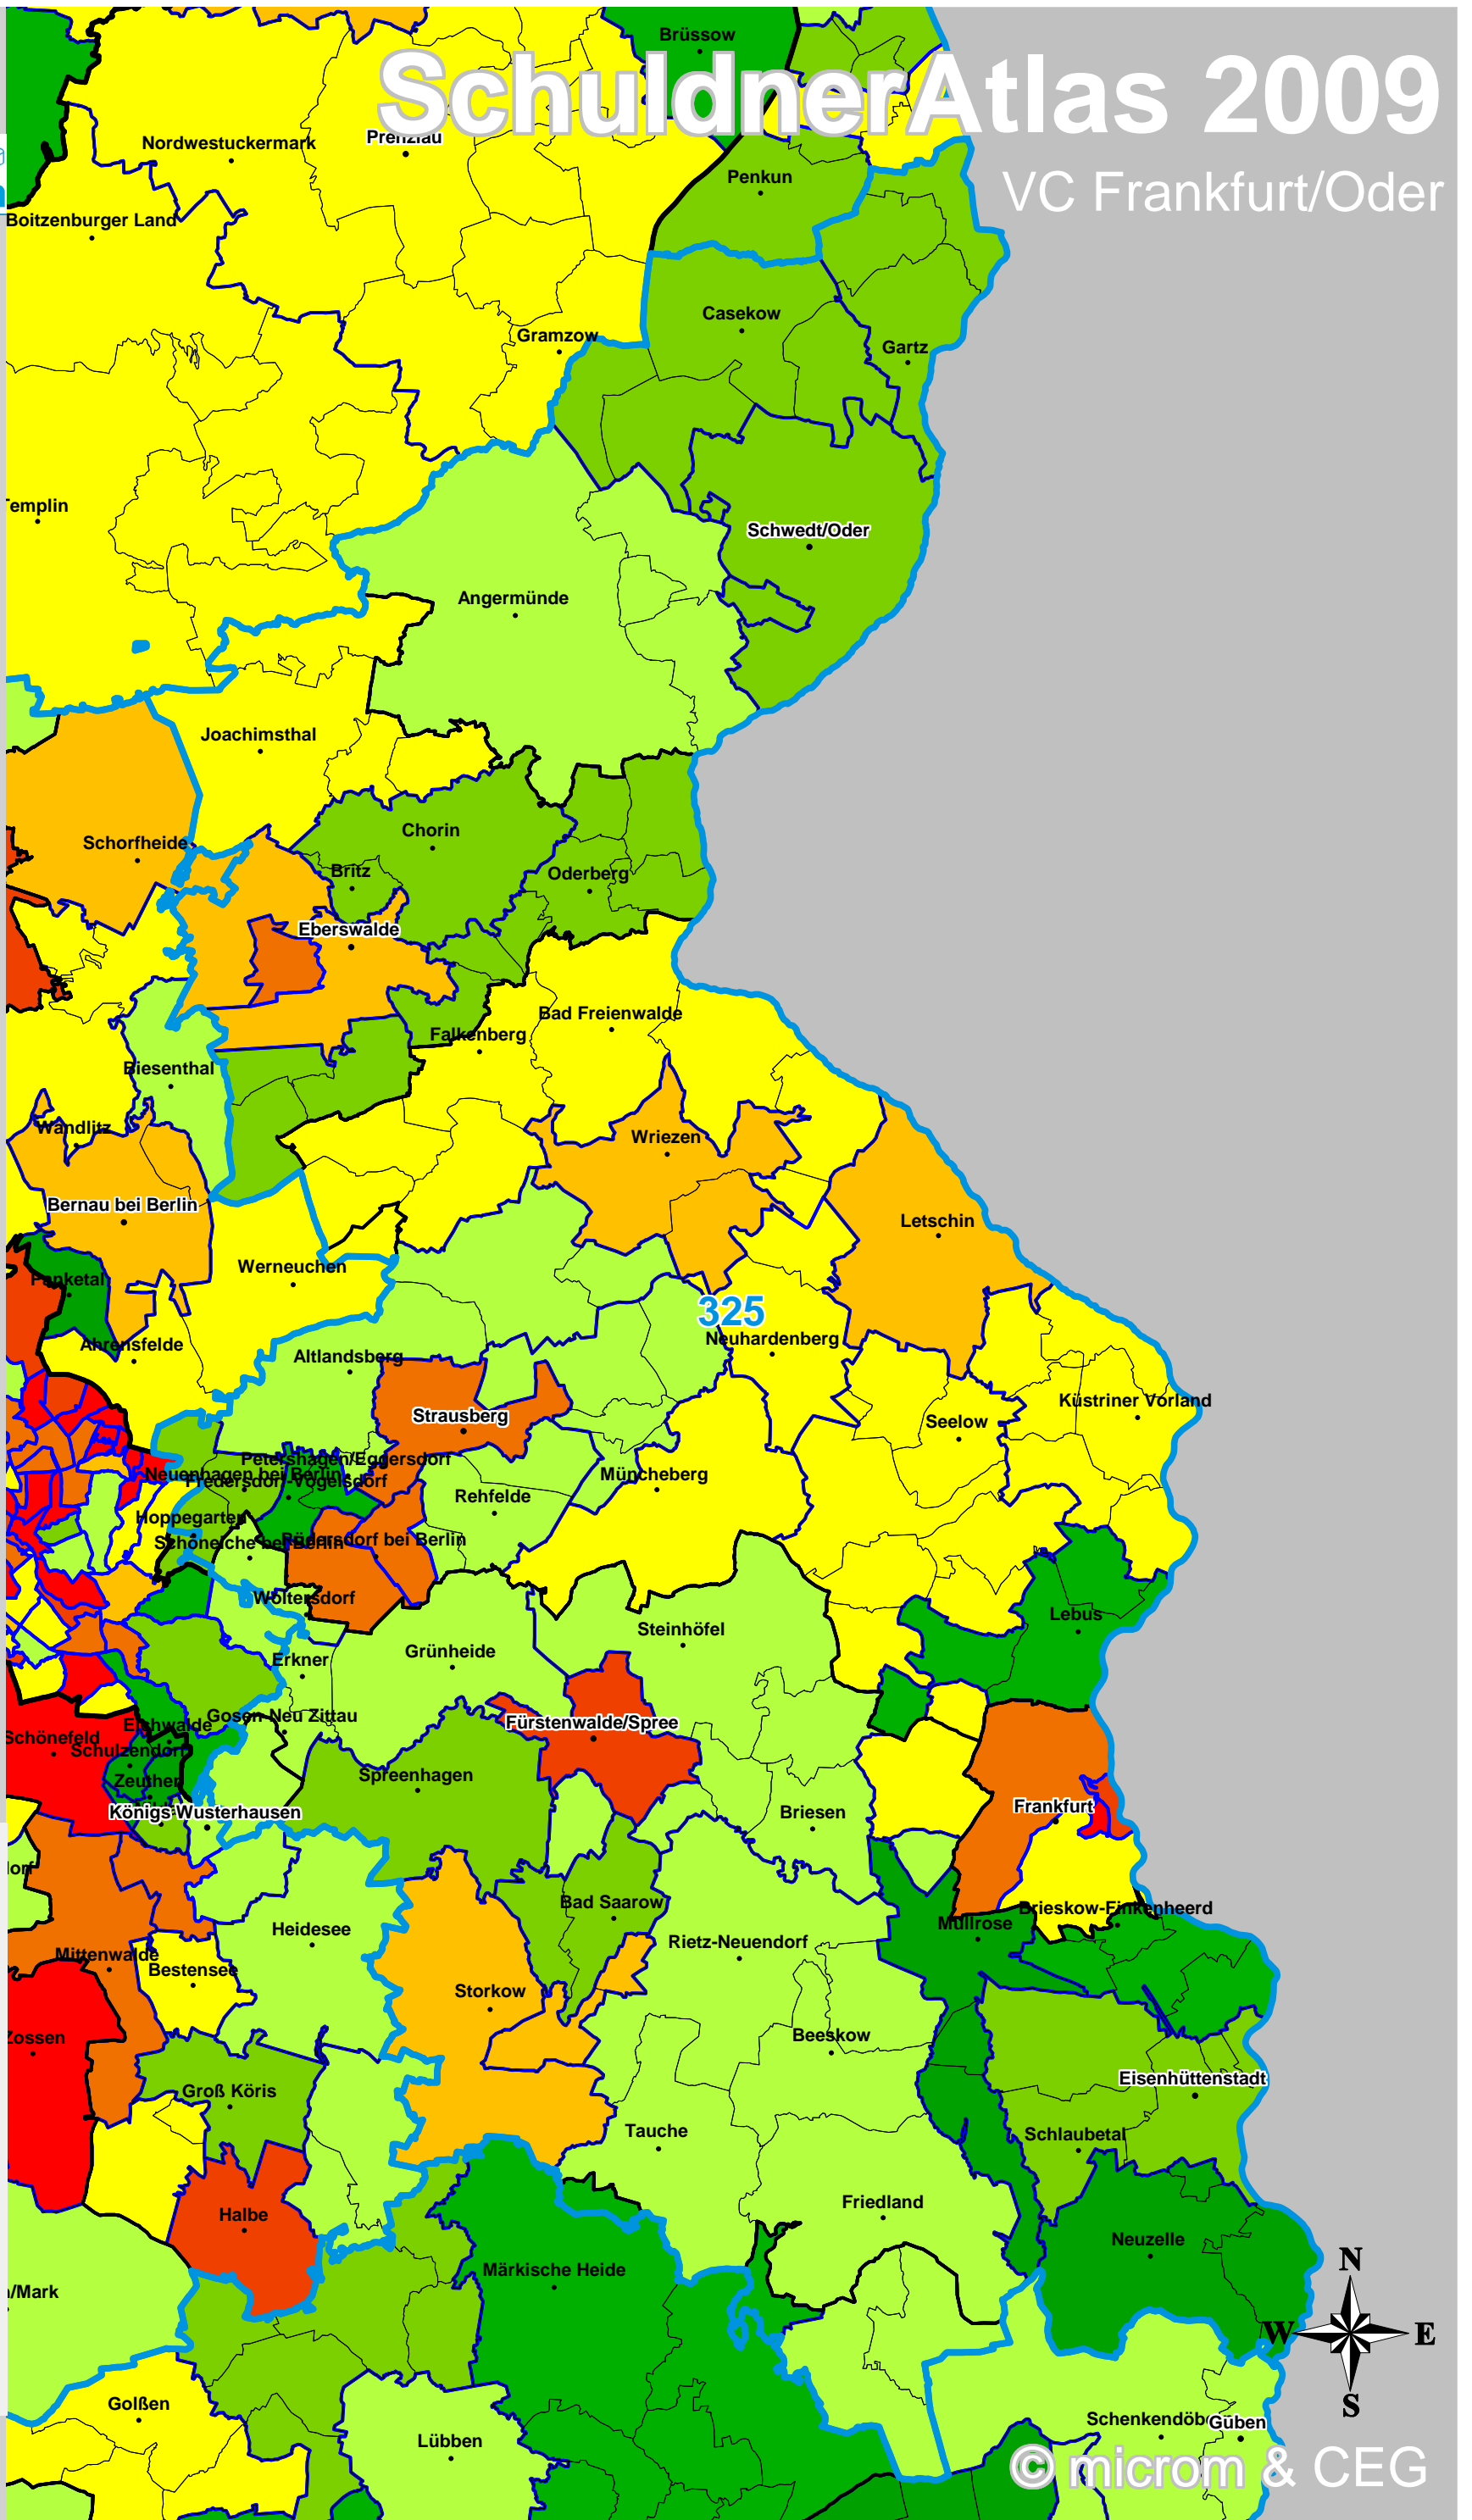 Brüssow
SchuldnerAtlas 2009
Nordwestuckermark
Prenzlau
Penkun
VC Frankfurt/Oder
Boitzenburger Land
Casekow
Gramzow
Gartz
Templin
Schwedt/Oder
Angermünde
Joachimsthal
Chorin
Schorfheide
Britz
Oderberg
Eberswalde
Bad Freienwalde
Falkenberg
Biesenthal
Wandlitz
Wriezen
Bernau bei Berlin
Letschin
Werneuchen
Panketal
325
Neuhardenberg
Ahrensfelde
Altlandsberg
Küstriner Vorland
Strausberg
Seelow
Petershagen/Eggersdorf
Neuenhagen bei Berlin
Müncheberg
Fredersdorf-Vogelsdorf
Rehfelde
Hoppegarten
Rüdersdorf bei Berlin
Schöneiche bei Berlin
Woltersdorf
Lebus
Steinhöfel
Grünheide
Erkner
Gosen-Neu Zittau
Fürstenwalde/Spree
Eichwalde
Schönefeld
Schulzendorf
Spreenhagen
Zeuthen
Frankfurt
Königs Wusterhausen
Briesen
dorf
Bad Saarow
Brieskow-Finkenheerd
Müllrose
Heidesee
Rietz-Neuendorf
Mittenwalde
Bestensee
Storkow
Zossen
Beeskow
Eisenhüttenstadt
Groß Köris
Tauche
Schlaubetal
Friedland
Halbe
Neuzelle
N
Märkische Heide
/Mark
W E
S
Golßen
Schenkendöb
Guben
Lübben
© microm & CEG